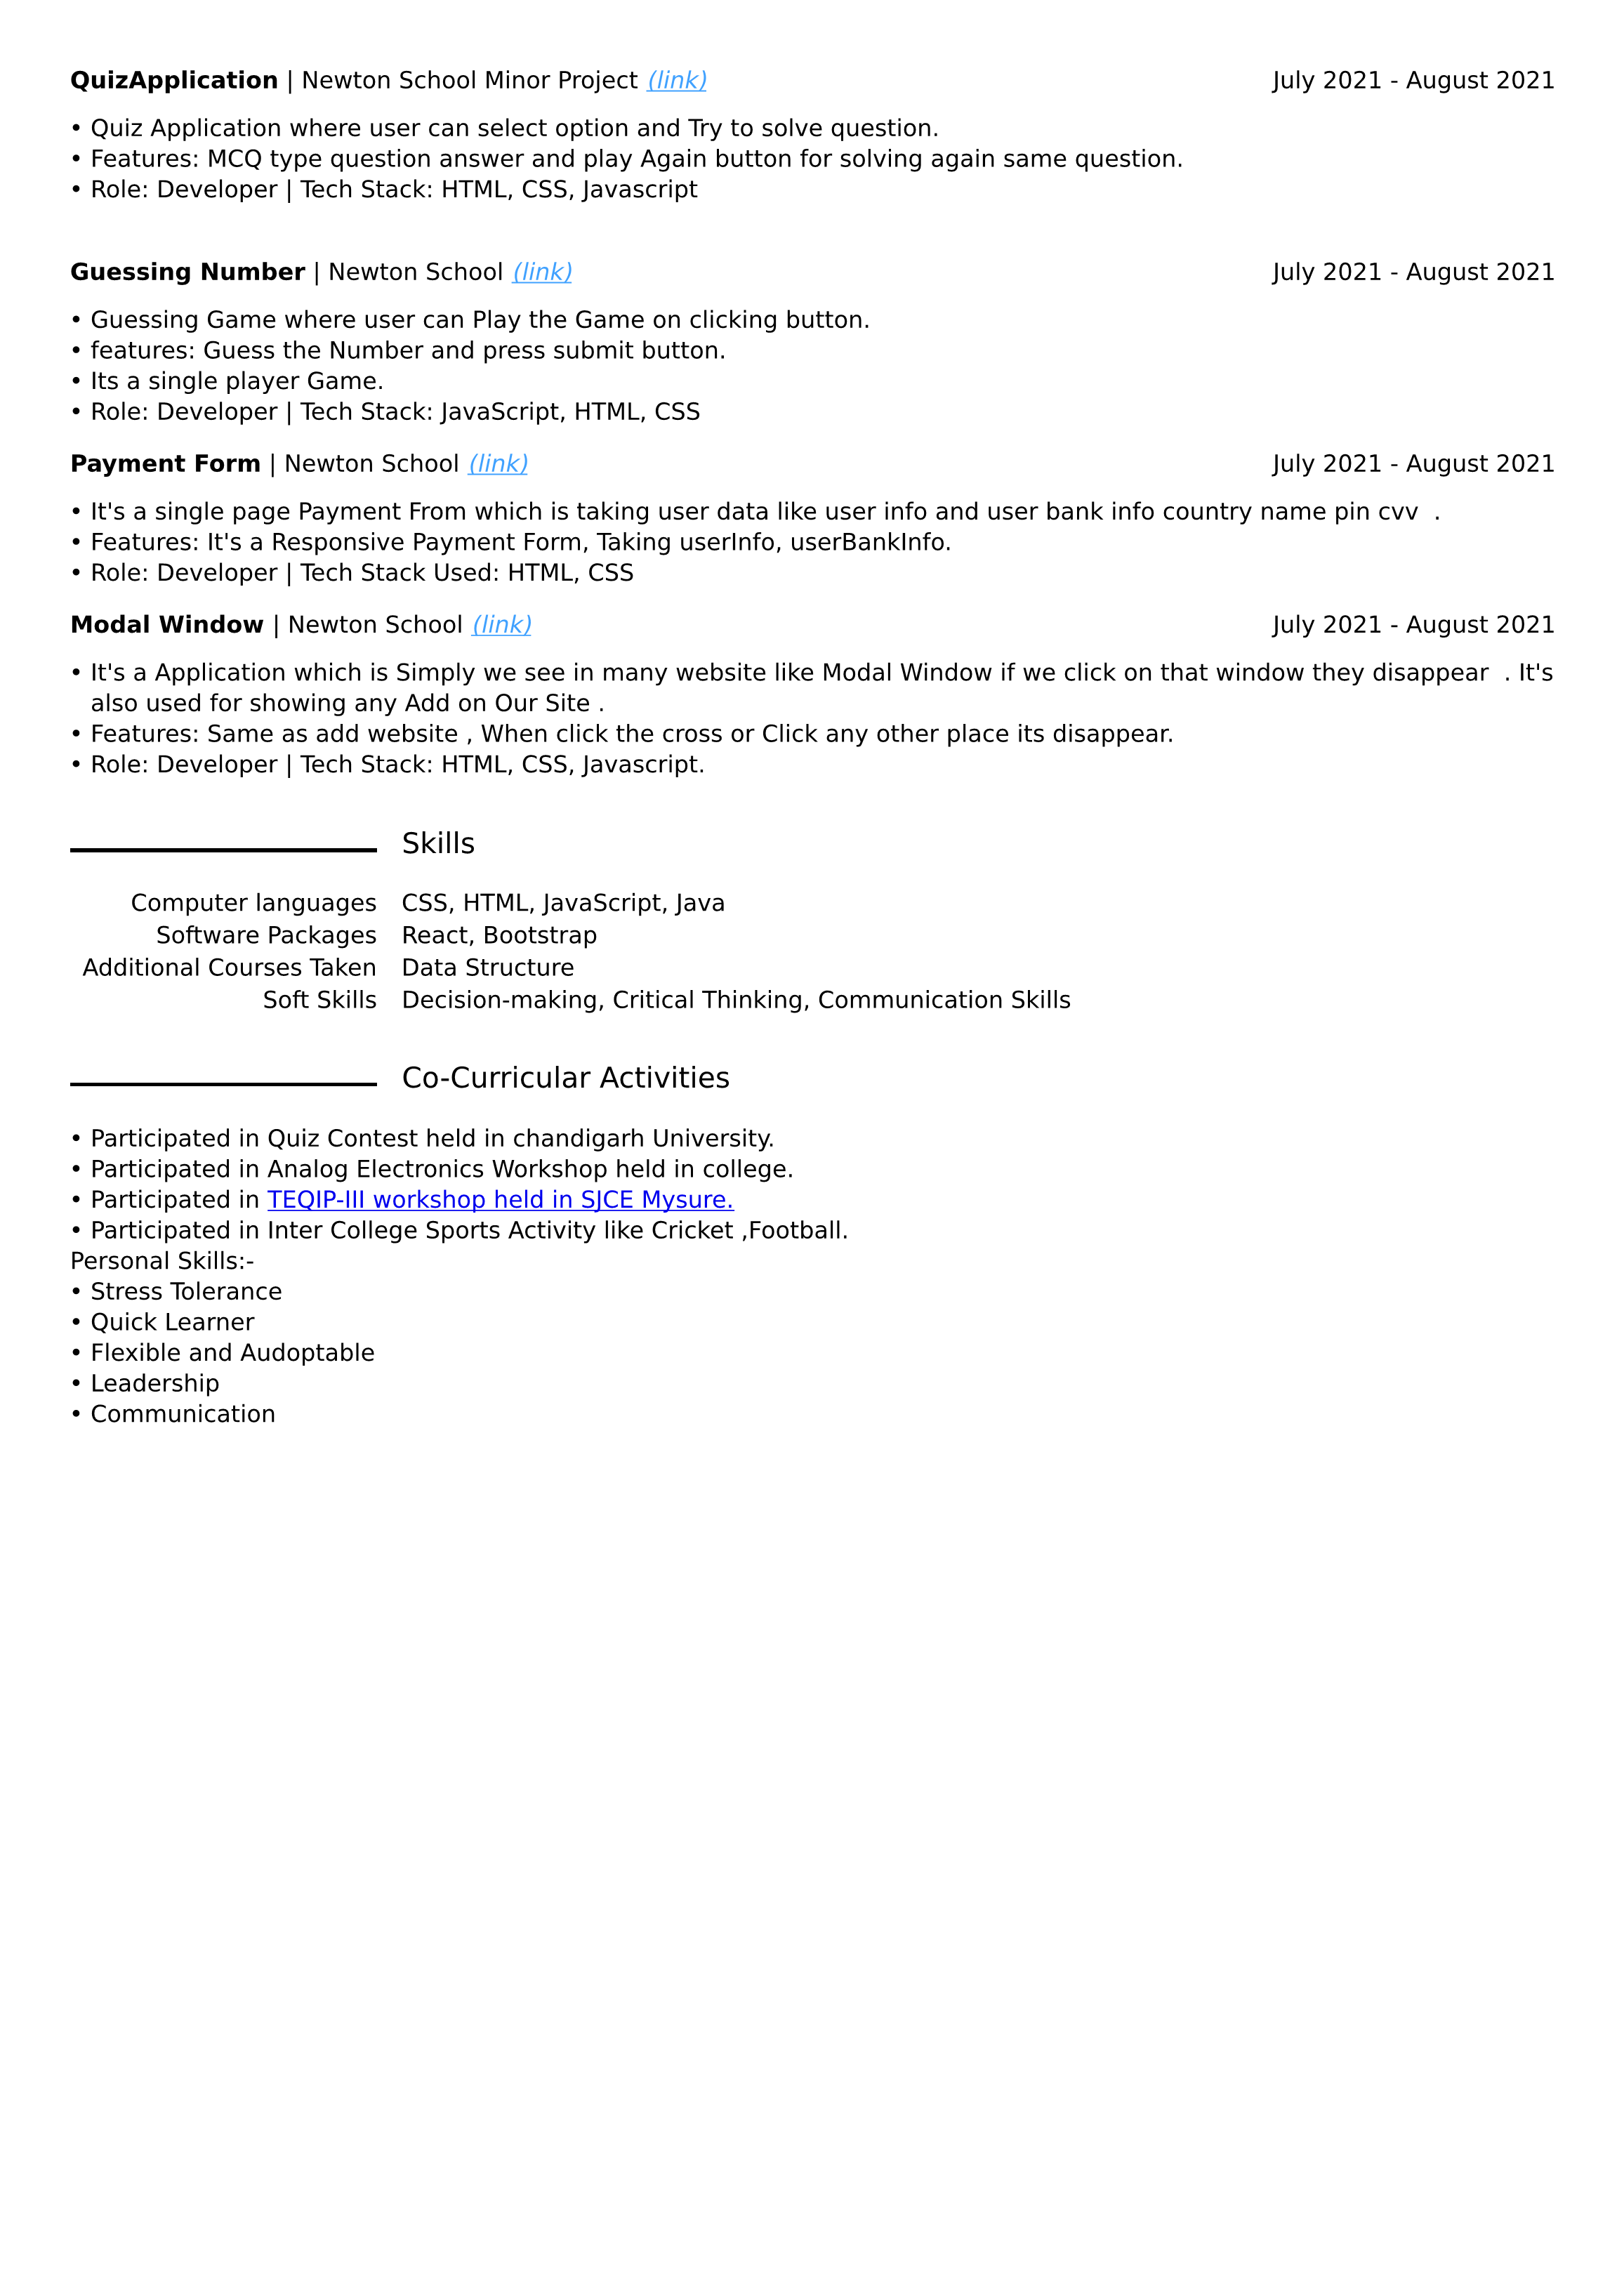 QuizApplication | Newton School Minor Project (link) July 2021 - August 2021
• Quiz Application where user can select option and Try to solve question.
• Features: MCQ type question answer and play Again button for solving again same question.
• Role: Developer | Tech Stack: HTML, CSS, Javascript
Guessing Number | Newton School (link) July 2021 - August 2021
• Guessing Game where user can Play the Game on clicking button.
• features: Guess the Number and press submit button.
• Its a single player Game.
• Role: Developer | Tech Stack: JavaScript, HTML, CSS
Payment Form | Newton School (link) July 2021 - August 2021
• It's a single page Payment From which is taking user data like user info and user bank info country name pin cvv  .
• Features: It's a Responsive Payment Form, Taking userInfo, userBankInfo.
• Role: Developer | Tech Stack Used: HTML, CSS
Modal Window | Newton School (link) July 2021 - August 2021
• It's a Application which is Simply we see in many website like Modal Window if we click on that window they disappear  . It's
also used for showing any Add on Our Site .
• Features: Same as add website , When click the cross or Click any other place its disappear.
• Role: Developer | Tech Stack: HTML, CSS, Javascript.
Skills
Computer languages CSS, HTML, JavaScript, Java
Software Packages React, Bootstrap
Additional Courses Taken Data Structure
Soft Skills Decision-making, Critical Thinking, Communication Skills
Co-Curricular Activities
• Participated in Quiz Contest held in chandigarh University.
• Participated in Analog Electronics Workshop held in college.
• Participated in TEQIP-III workshop held in SJCE Mysure.
• Participated in Inter College Sports Activity like Cricket ,Football.
Personal Skills:-
• Stress Tolerance
• Quick Learner
• Flexible and Audoptable
• Leadership
• Communication